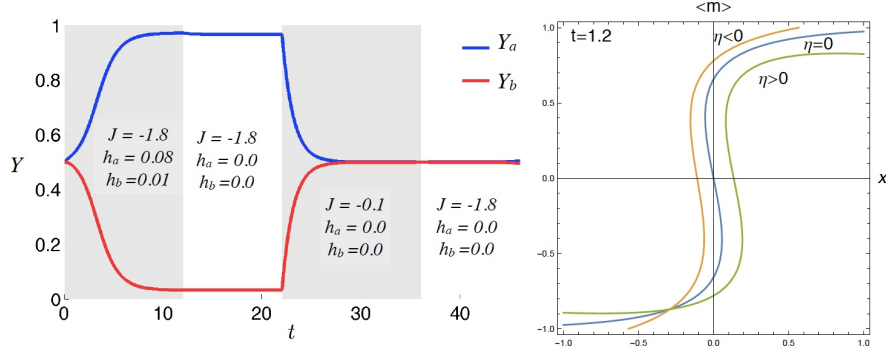 1
0.8
0.6
Y
0.4
0.2
0
0
10
20
30
40
t
Y_a
Y_b
J = -1.8
h_a = 0.08
h_b = 0.01
J = -1.8
h_a = 0.0
h_b = 0.0
J = -0.1
h_a = 0.0
h_b = 0.0
J = -1.8
h_a = 0.0
h_b = 0.0
<m>
t=1.2
η<0
η=0
η>0
x
1.0
0.5
0.0
-0.5
-1.0
-1.0
-0.5
0.0
0.5
1.0